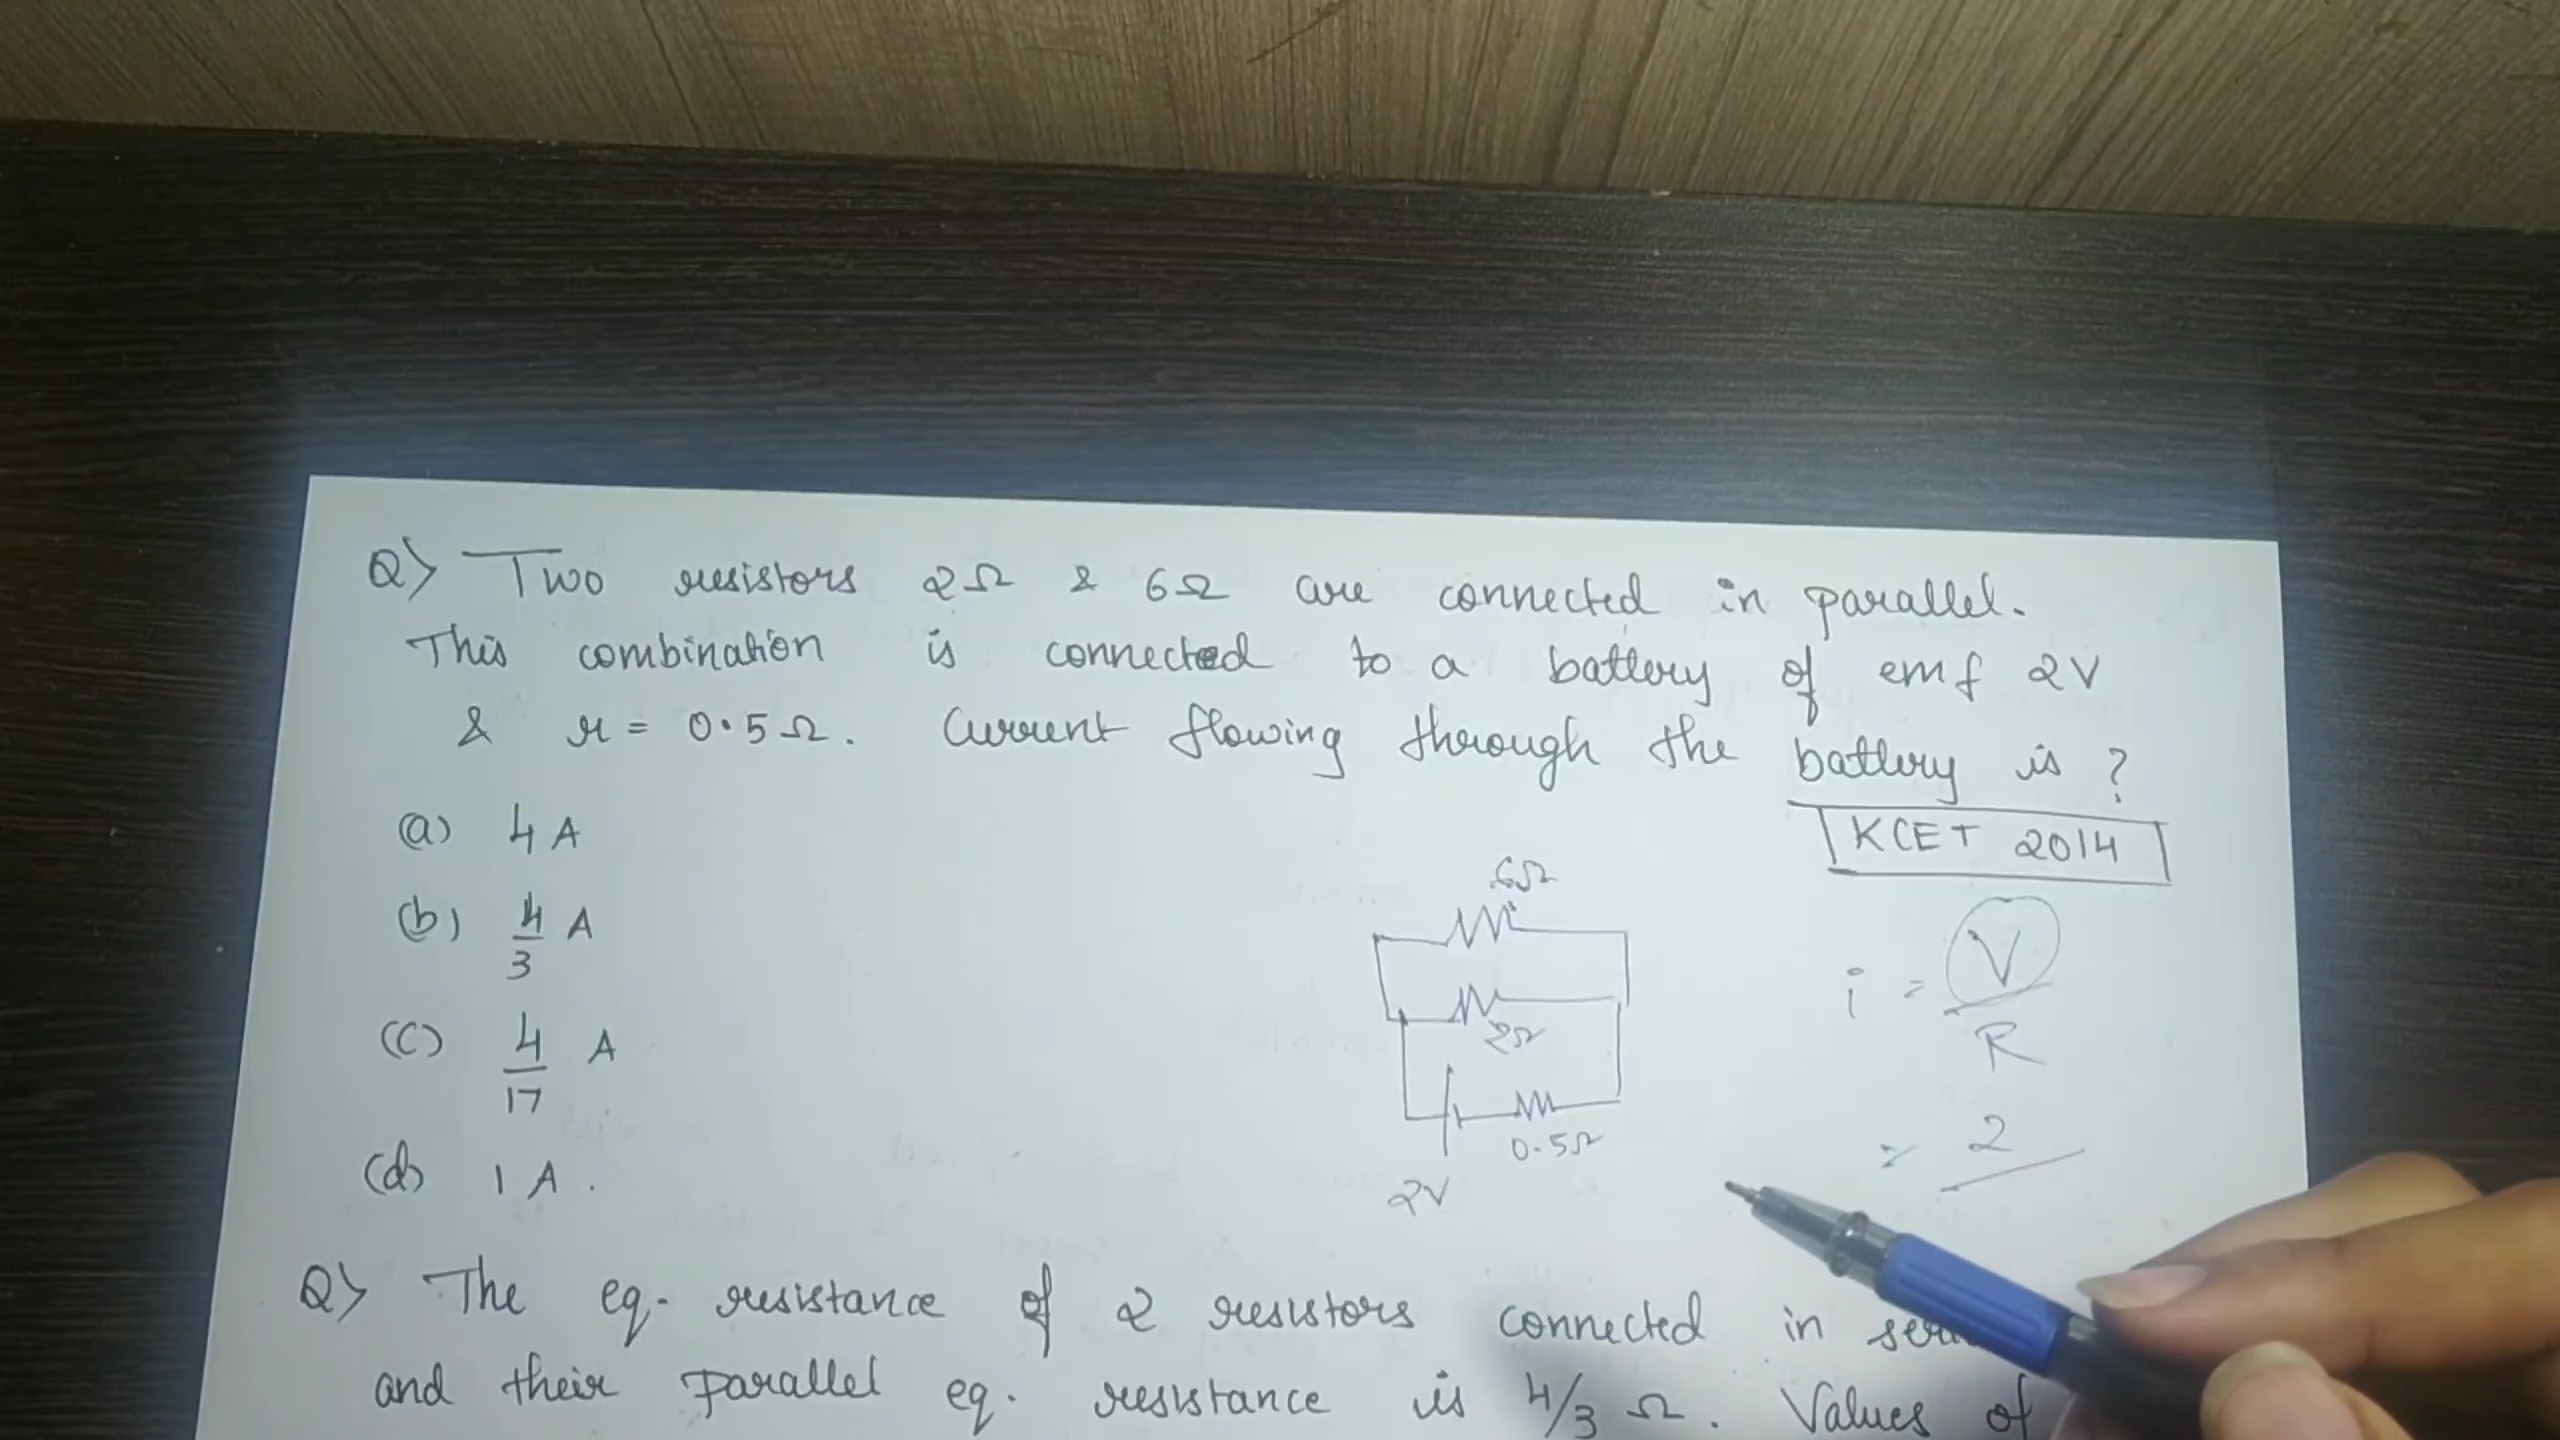 Q> Two resistors 2Ω & 6Ω are connected in parallel.
This combination is connected to a battery of emf 2V
& r = 0.5Ω. Current flowing through the battery is ?
KCET 2014
(a) 4 A
(b) 4/3 A
(c) 4/17 A
(d) 1 A.
6Ω
2Ω
0.5Ω
2V
i = V/R
= 2
Q> The eq. resistance of 2 resistors connected in
and their parallel eq. resistance is 4/3 Ω. Values of